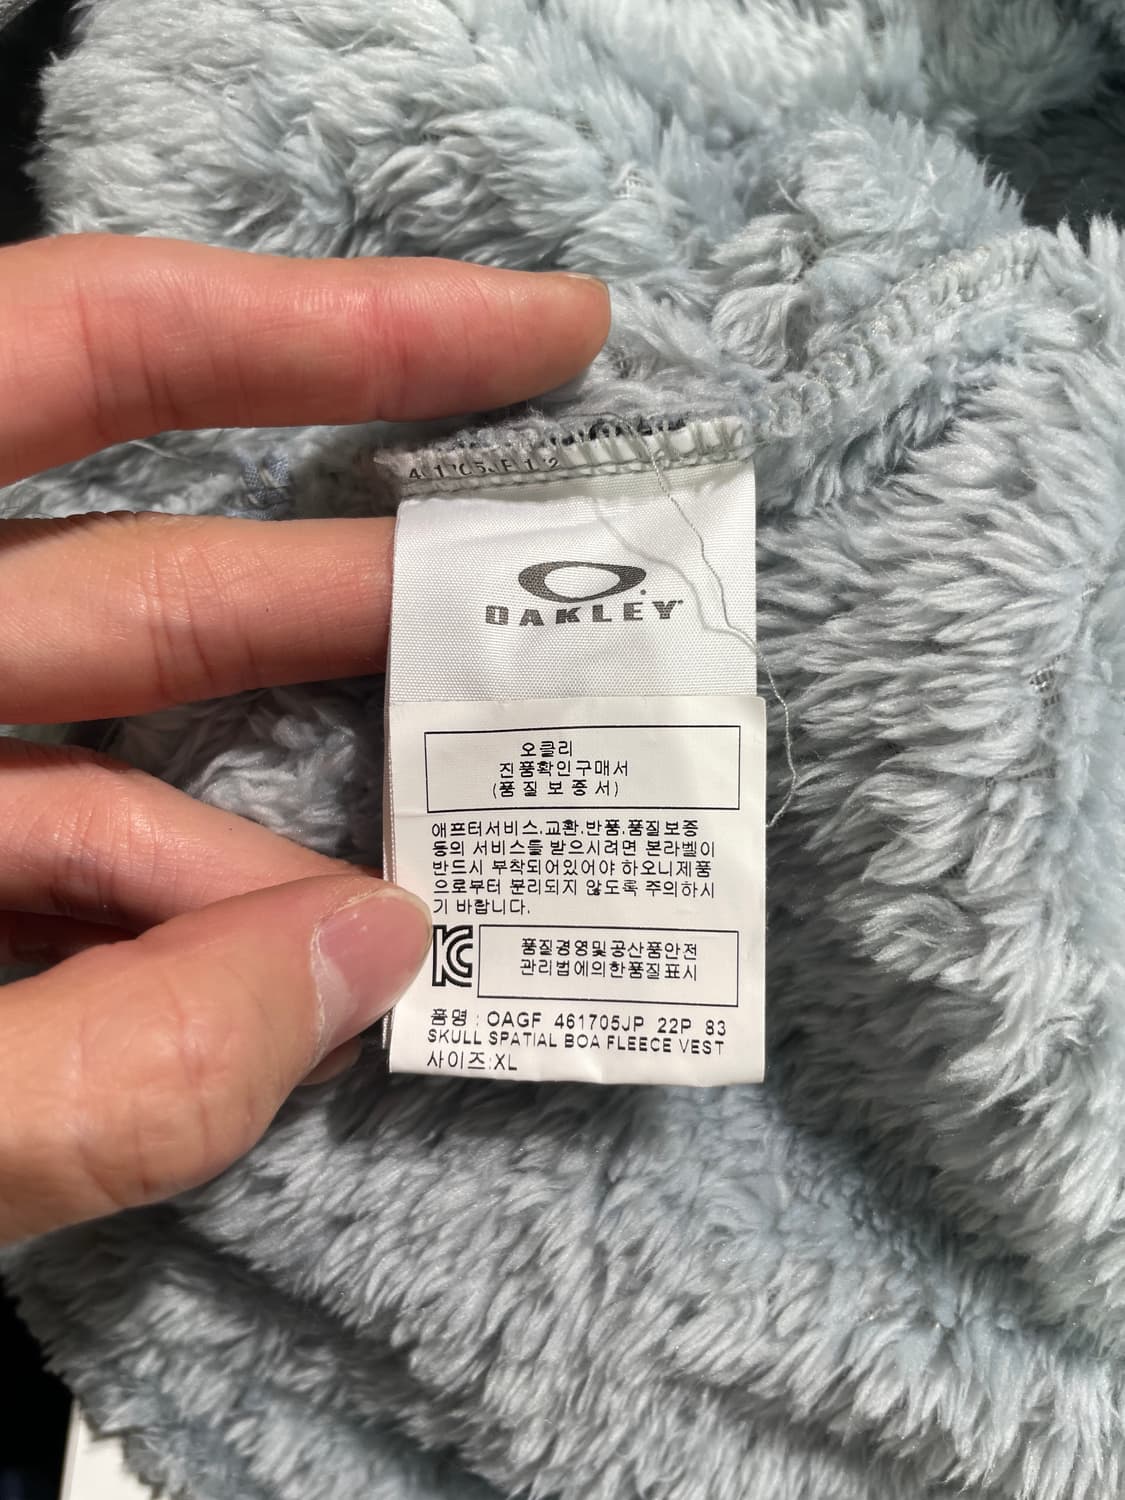 OAKLEY
오클리
진품확인구매서
(품질보증서)
애프터서비스.교환.반품.품질보증
등의 서비스를 받으시려면 본라벨이
반드시 부착되어있어야 하오니제품
으로부터 분리되지 않도록 주의하시
기 바랍니다.
품질경영및공산품안전
관리법에의한품질표시
품명 : OAGF 461705JP 22P 83
SKULL SPATIAL BOA FLEECE VEST
사이즈:XL